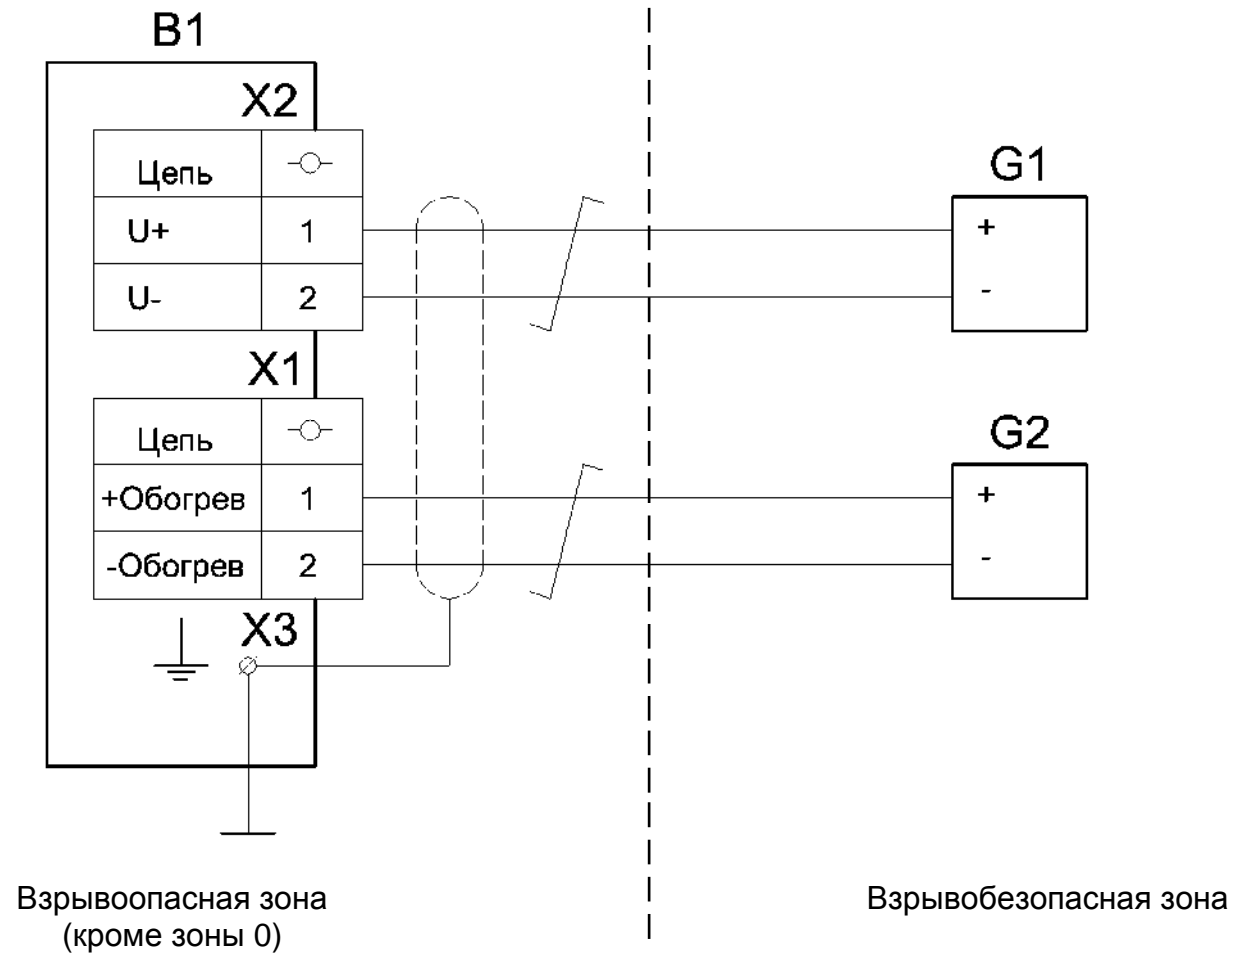 B1
X2
Цепь
U+ 1
U- 2
G1
+
-
X1
Цепь
+Обогрев 1
-Обогрев 2
G2
+
-
X3
Взрывоопасная зона
(кроме зоны 0)
Взрывобезопасная зона